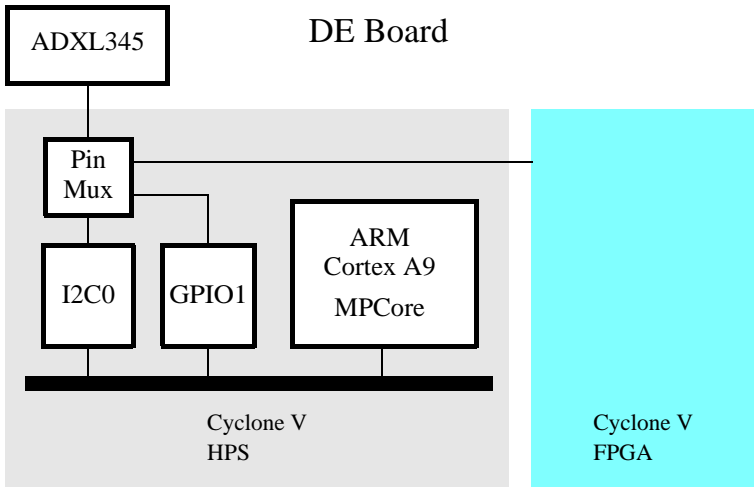 DE Board
ADXL345
Pin
Mux
I2C0
GPIO1
ARM
Cortex A9
MPCore
Cyclone V
HPS
Cyclone V
FPGA